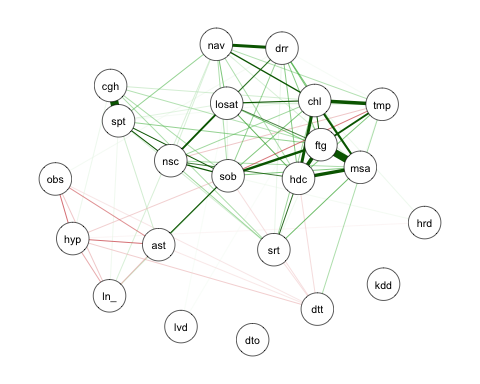 nav
drr
cgh
losat
chl
tmp
spt
ftg
nsc
sob
hdc
msa
obs
hrd
hyp
ast
srt
kdd
ln_
dtt
lvd
dto